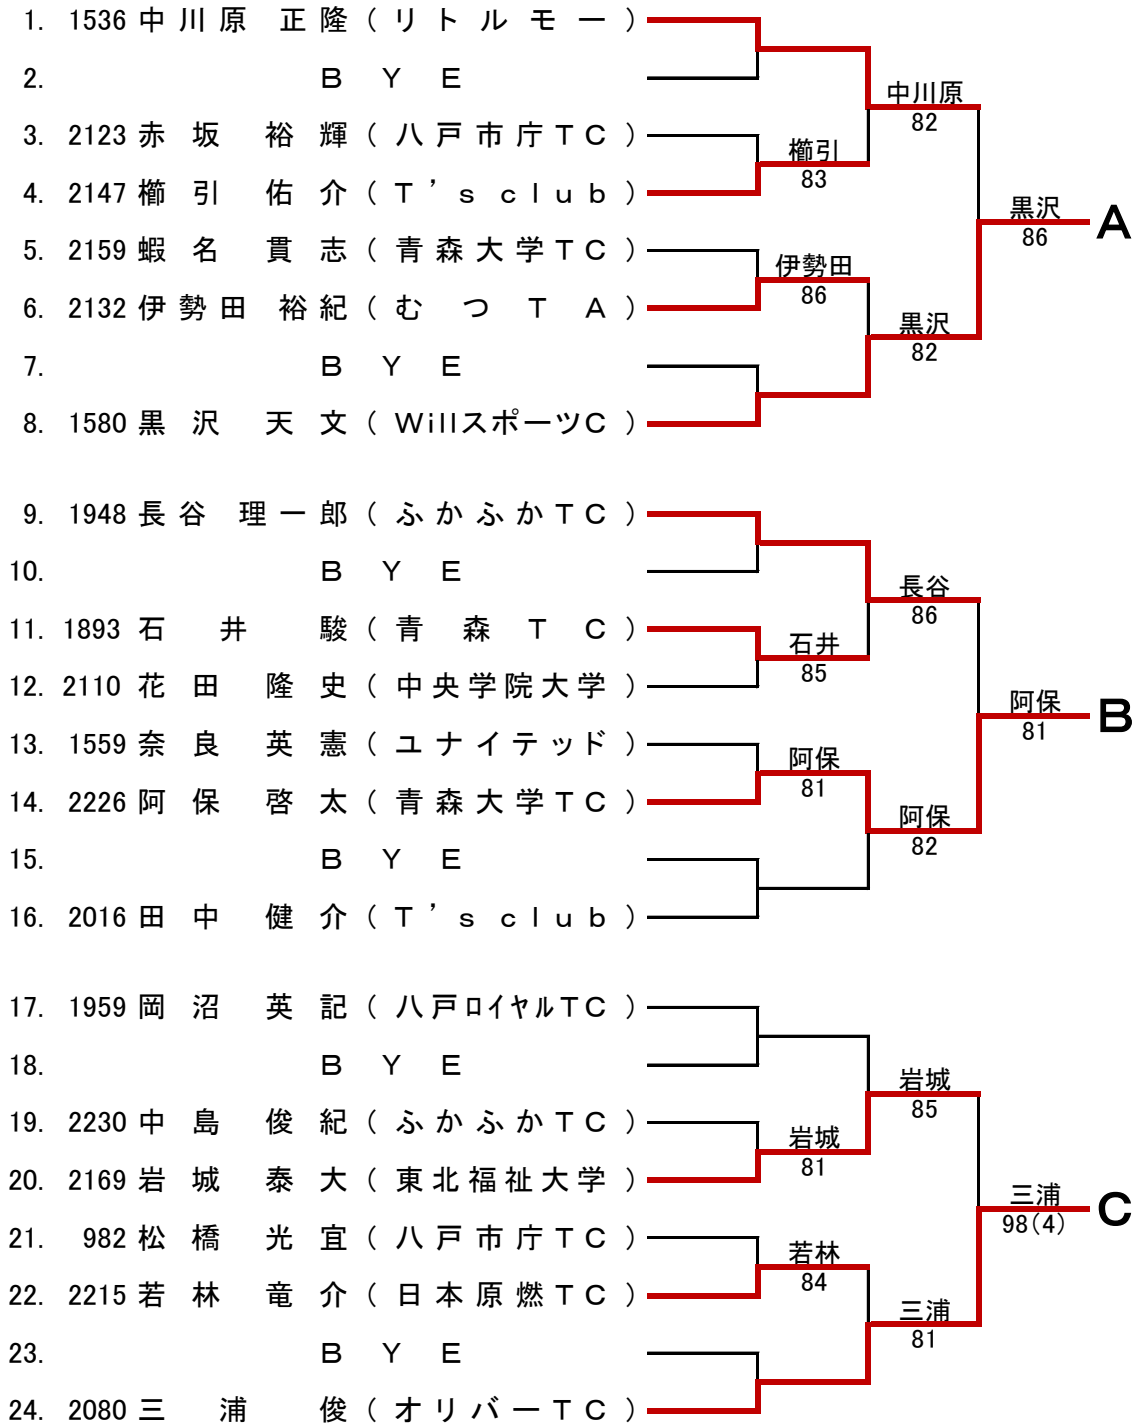 1. 1536 中川原 正隆 ( リトルモー )
2. BYE
中川原
82
3. 2123 赤坂 裕輝 ( 八戸市庁TC )
櫛引
83
4. 2147 櫛引 佑介 ( T’s club )
黒沢
86
A
5. 2159 蝦名 貫志 ( 青森大学TC )
伊勢田
86
6. 2132 伊勢田 裕紀 ( むつTA )
黒沢
82
7. BYE
8. 1580 黒沢 天文 ( WillスポーツC )
9. 1948 長谷 理一郎 ( ふかふかTC )
10. BYE
長谷
86
11. 1893 石井 駿 ( 青森TC )
石井
85
12. 2110 花田 隆史 ( 中央学院大学 )
阿保
81
B
13. 1559 奈良 英憲 ( ユナイテッド )
阿保
81
14. 2226 阿保 啓太 ( 青森大学TC )
阿保
82
15. BYE
16. 2016 田中 健介 ( T’s club )
17. 1959 岡沼 英記 ( 八戸ロイヤルTC )
18. BYE
岩城
85
19. 2230 中島 俊紀 ( ふかふかTC )
岩城
81
20. 2169 岩城 泰大 ( 東北福祉大学 )
三浦
98(4)
C
21. 982 松橋 光宜 ( 八戸市庁TC )
若林
84
22. 2215 若林 竜介 ( 日本原燃TC )
三浦
81
23. BYE
24. 2080 三浦 俊 ( オリバーTC )